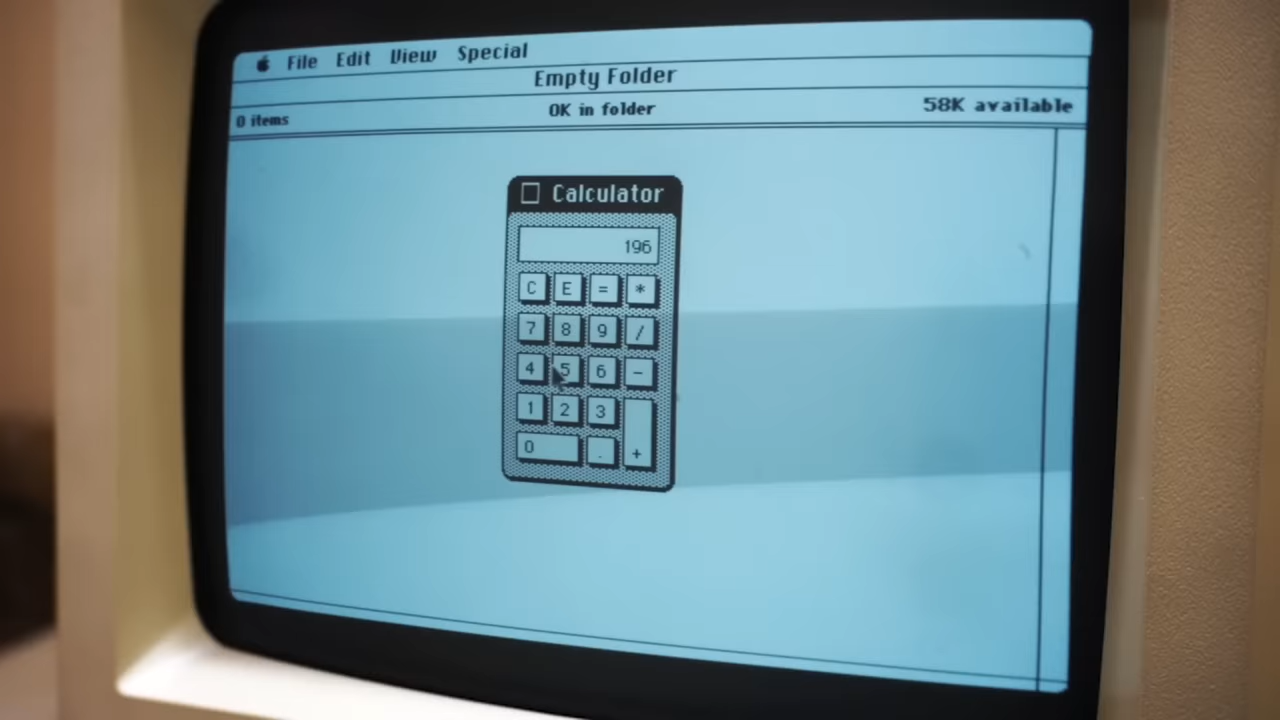 File Edit View Special
Empty Folder
0 items 0K in folder 58K available
Calculator
196
C E = *
7 8 9 /
4 5 6 -
1 2 3
0 . +